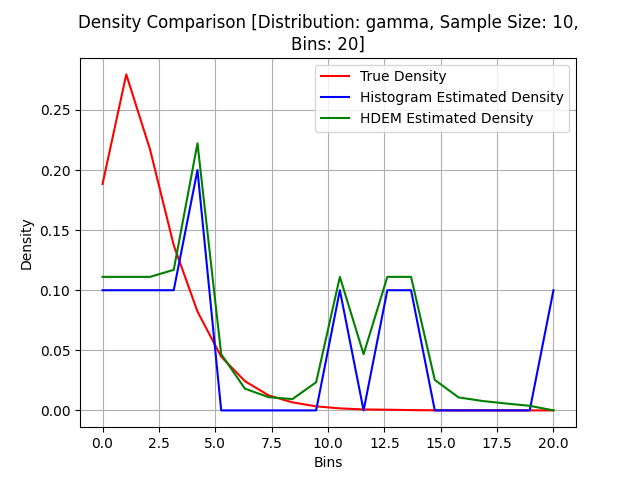 Density Comparison [Distribution: gamma, Sample Size: 10,
Bins: 20]
True Density
Histogram Estimated Density
HDEM Estimated Density
Density
0.25
0.20
0.15
0.10
0.05
0.00
0.0 2.5 5.0 7.5 10.0 12.5 15.0 17.5 20.0
Bins